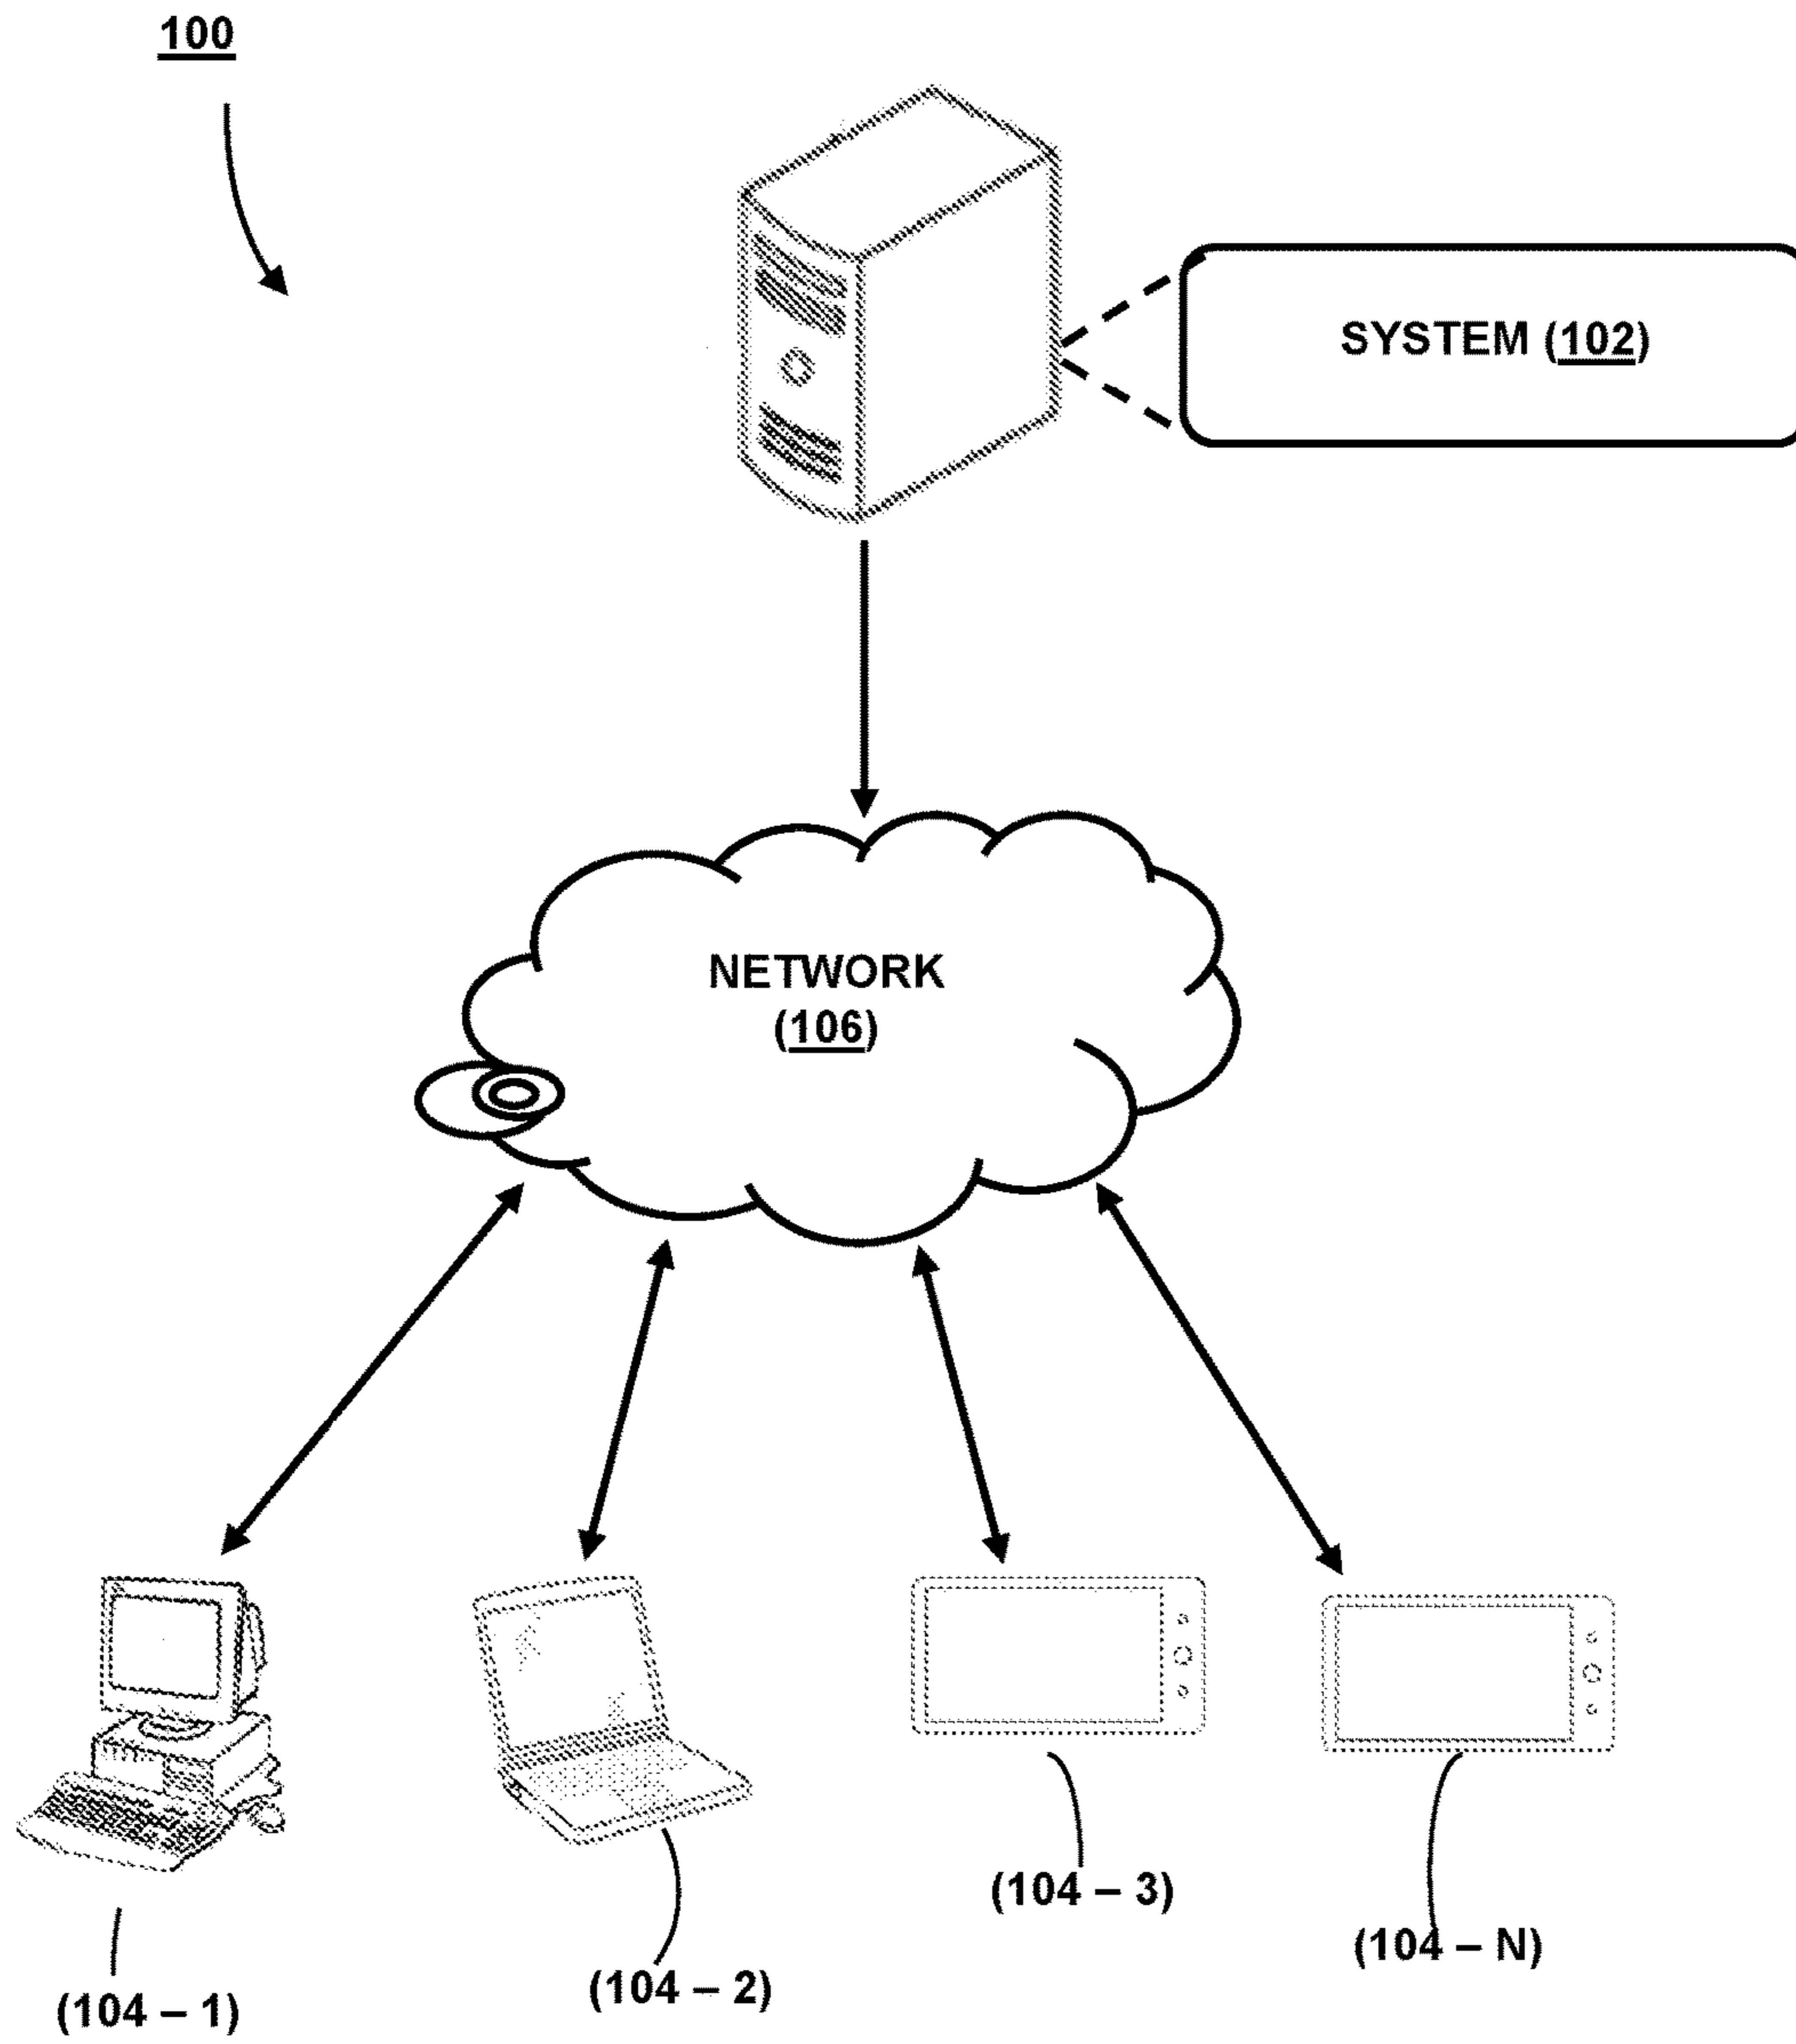 100
SYSTEM (102)
NETWORK
(106)
(104 – 3)
(104 – N)
(104 – 2)
(104 – 1)